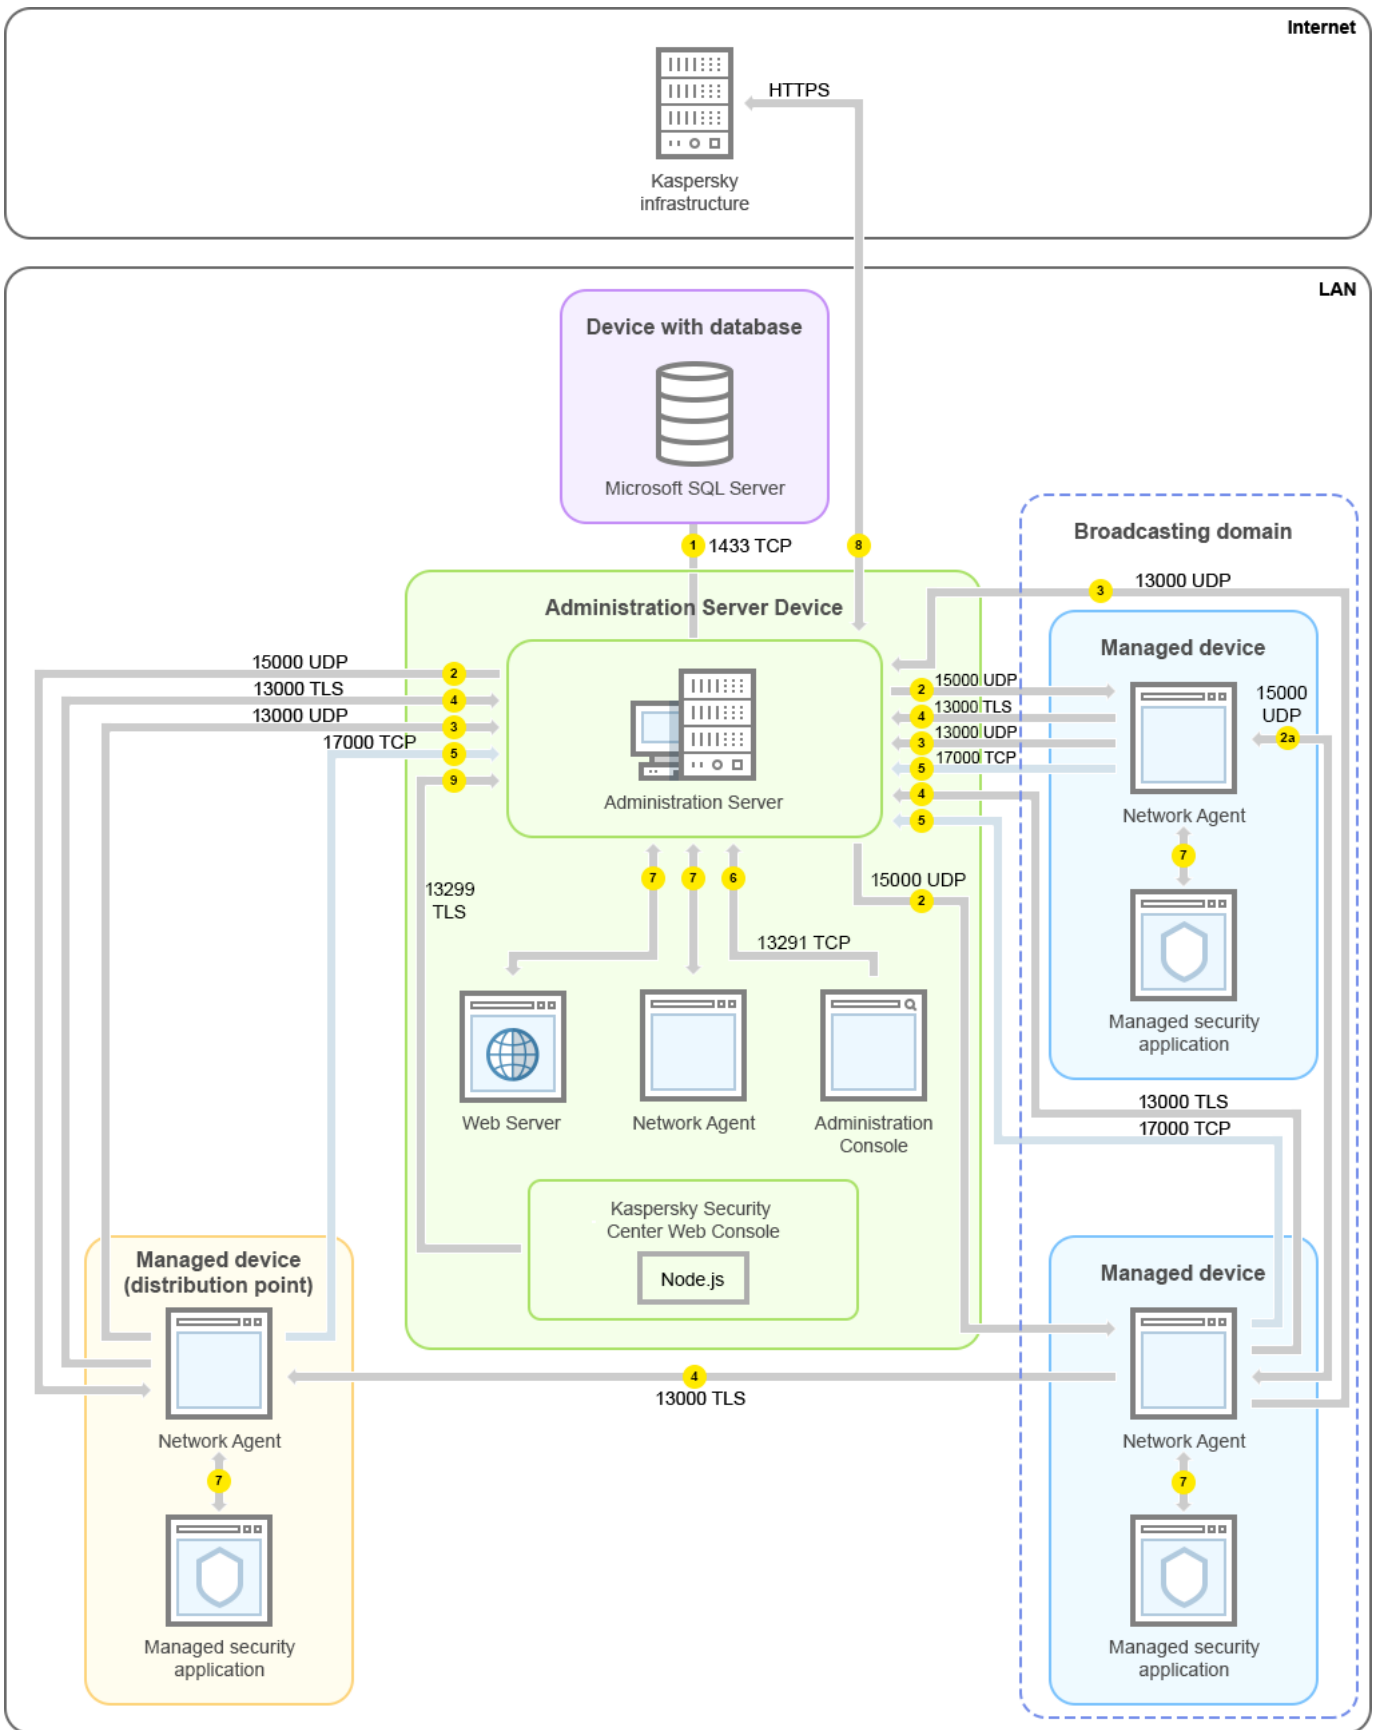 Internet
HTTPS
Kaspersky
infrastructure
LAN
Device with database
Microsoft SQL Server
1 1433 TCP
8
Broadcasting domain
13000 UDP
3
Administration Server Device
Managed device
15000 UDP
2
13000 TLS
4
13000 UDP
3
17000 TCP
5
9
15000 UDP
2
13000 TLS
4
13000 UDP
3
17000 TCP
5
4
5
15000
UDP
2a
Administration Server
Network Agent
7
7
7
6
15000 UDP
2
13299
TLS
13291 TCP
Managed security
application
Web Server
Network Agent
Administration
Console
13000 TLS
17000 TCP
Kaspersky Security
Center Web Console
Node.js
Managed device
(distribution point)
Managed device
4
13000 TLS
Network Agent
Network Agent
7
7
Managed security
application
Managed security
application